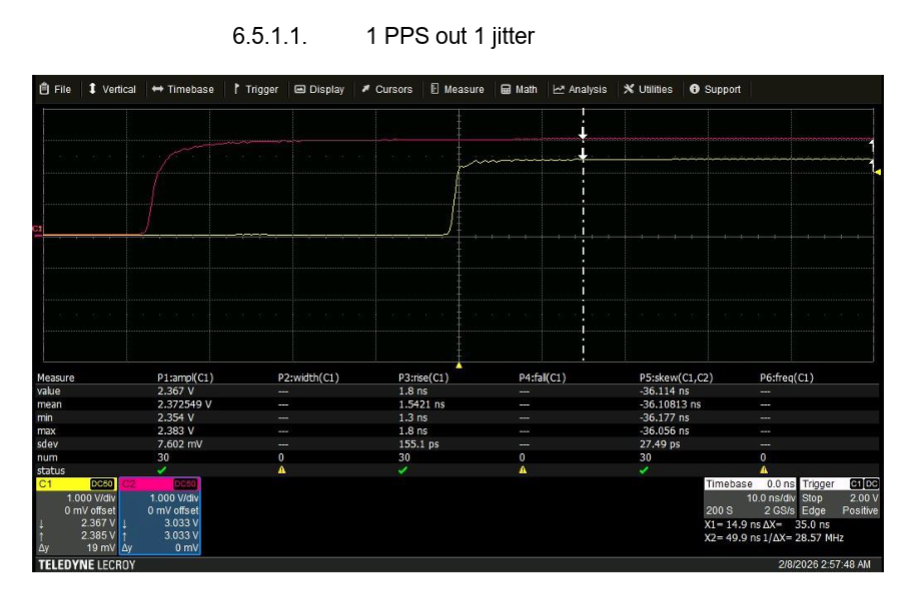 6.5.1.1. 1 PPS out 1 jitter
File Vertical Timebase Trigger Display Cursors Measure Math Analysis Utilities Support
C1
Measure P1:ampl(C1) P2:width(C1) P3:rise(C1) P4:fall(C1) P5:skew(C1,C2) P6:freq(C1)
value 2.367 V --- 1.8 ns --- -36.114 ns ---
mean 2.372549 V --- 1.5421 ns --- -36.10813 ns ---
min 2.354 V --- 1.3 ns --- -36.177 ns ---
max 2.383 V --- 1.8 ns --- -36.056 ns ---
sdev 7.602 mV --- 155.1 ps --- 27.49 ps ---
num 30 0 30 0 30 0
status
C1 DC50 C2 DC50 Timebase 0.0 ns Trigger C1 DC
1.000 V/div 1.000 V/div 10.0 ns/div Stop 2.00 V
0 mV offset 0 mV offset 200 S 2 GS/s Edge Positive
↓ 2.367 V ↓ 3.033 V X1= 14.9 ns ΔX= 35.0 ns
↑ 2.385 V ↑ 3.033 V X2= 49.9 ns 1/ΔX= 28.57 MHz
Δy 19 mV Δy 0 mV
TELEDYNE LECROY 2/8/2026 2:57:48 AM